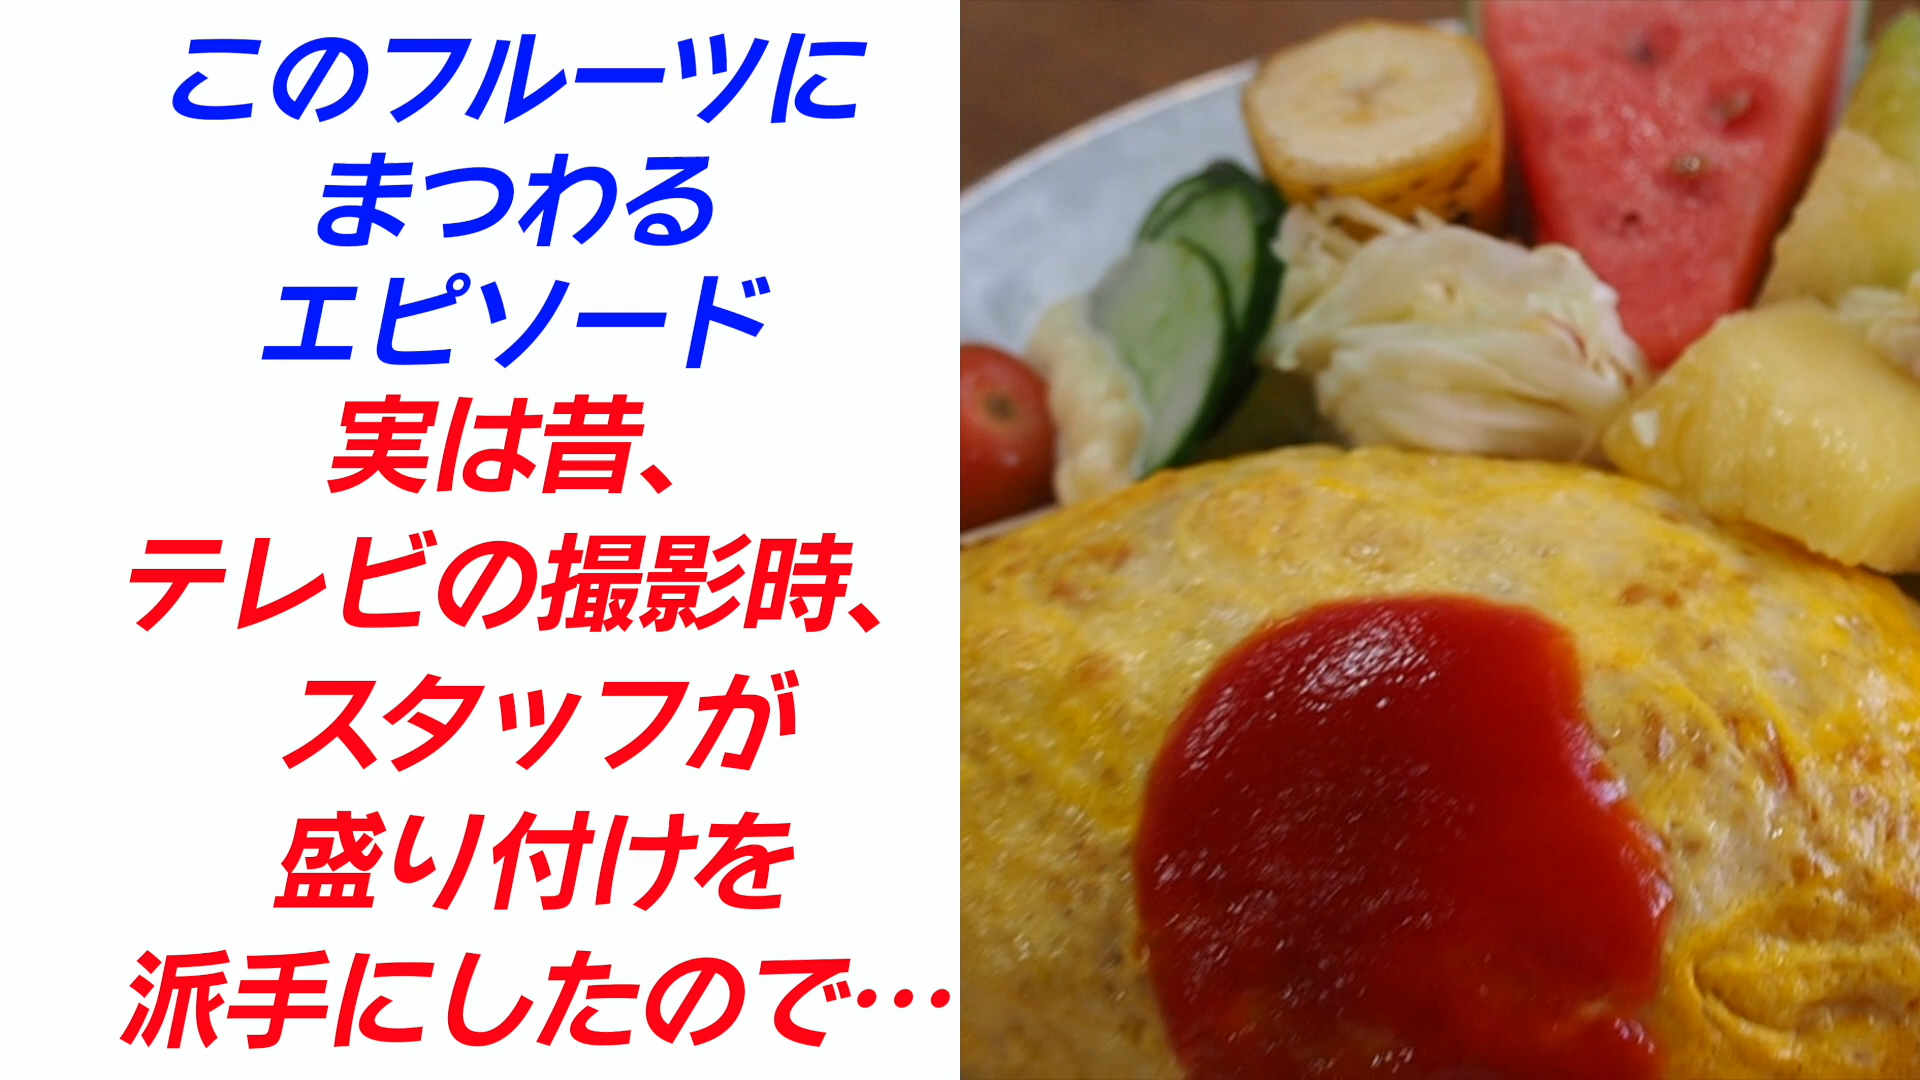 このフルーツに
まつわる
エピソード
実は昔、
テレビの撮影時、
スタッフが
盛り付けを
派手にしたので…